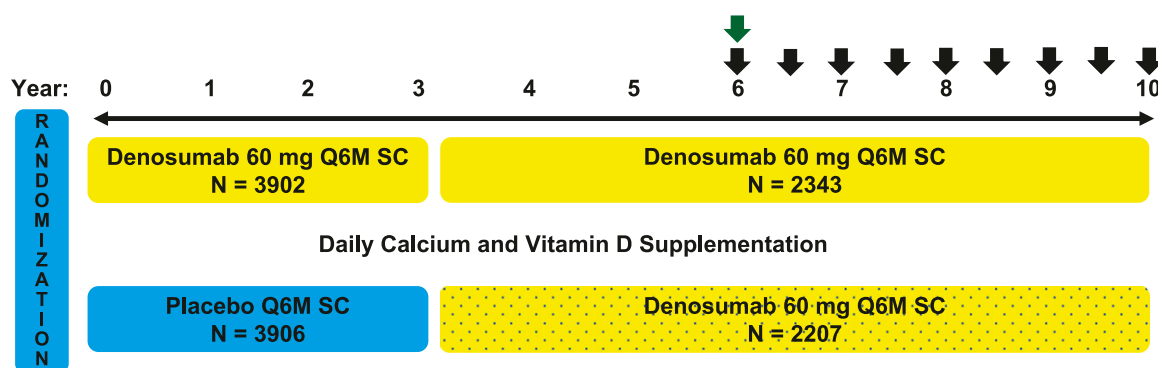 Year: 0 1 2 3 4 5 6 7 8 9 10
RANDOMIZATION
Denosumab 60 mg Q6M SC
N = 3902
Denosumab 60 mg Q6M SC
N = 2343
Daily Calcium and Vitamin D Supplementation
Placebo Q6M SC
N = 3906
Denosumab 60 mg Q6M SC
N = 2207